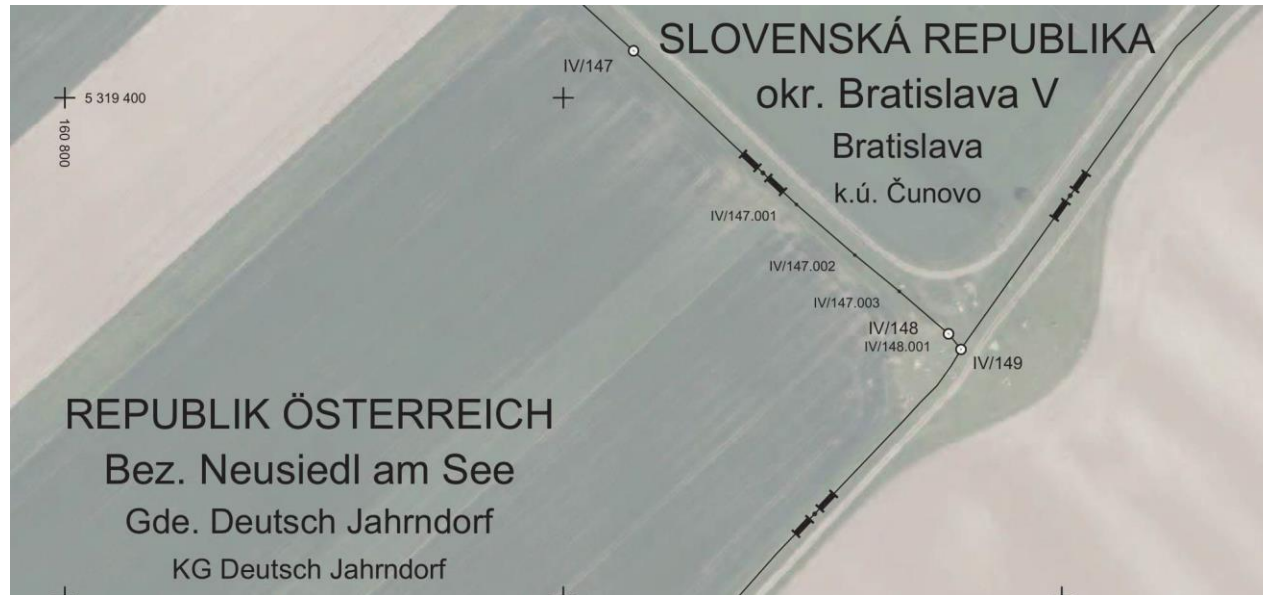 IV/147
SLOVENSKÁ REPUBLIKA
okr. Bratislava V
Bratislava
k.ú. Čunovo
5 319 400
160 800
IV/147.001
IV/147.002
IV/147.003
IV/148
IV/148.001
IV/149
REPUBLIK ÖSTERREICH
Bez. Neusiedl am See
Gde. Deutsch Jahrndorf
KG Deutsch Jahrndorf